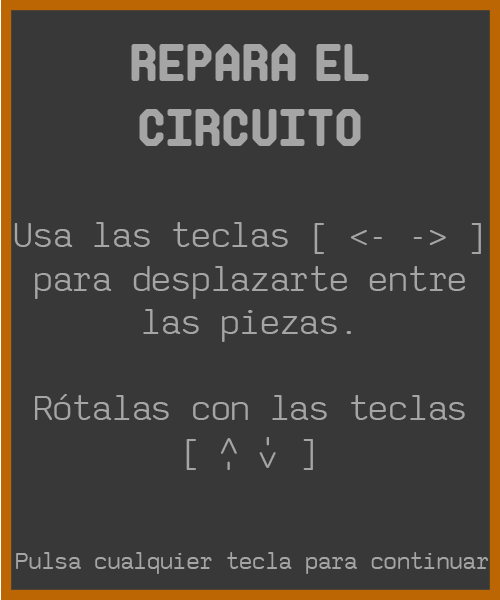 REPARA EL
CIRCUITO
Usa las teclas [ <- -> ]
para desplazarte entre
las piezas.
Rótalas con las teclas
[ ^ v ]
Pulsa cualquier tecla para continuar